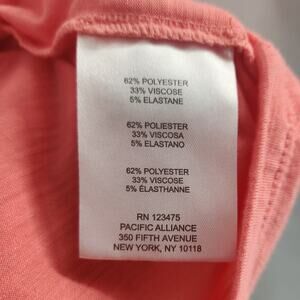 62% POLYESTER
33% VISCOSE
5% ELASTANE
62% POLIESTER
33% VISCOSA
5% ELASTANO
62% POLYESTER
33% VISCOSE
5% ÉLASTHANNE
RN 123475
PACIFIC ALLIANCE
350 FIFTH AVENUE
NEW YORK, NY 10118